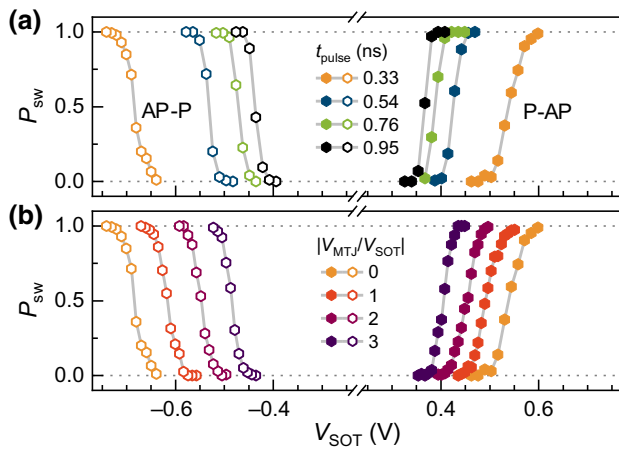 (a)
1.0
0.5
0.0
P_sw
AP-P
t_pulse (ns)
0.33
0.54
0.76
0.95
P-AP
(b)
1.0
0.5
0.0
P_sw
|V_MTJ/V_SOT|
0
1
2
3
−0.6 −0.4 0.4 0.6
V_SOT (V)